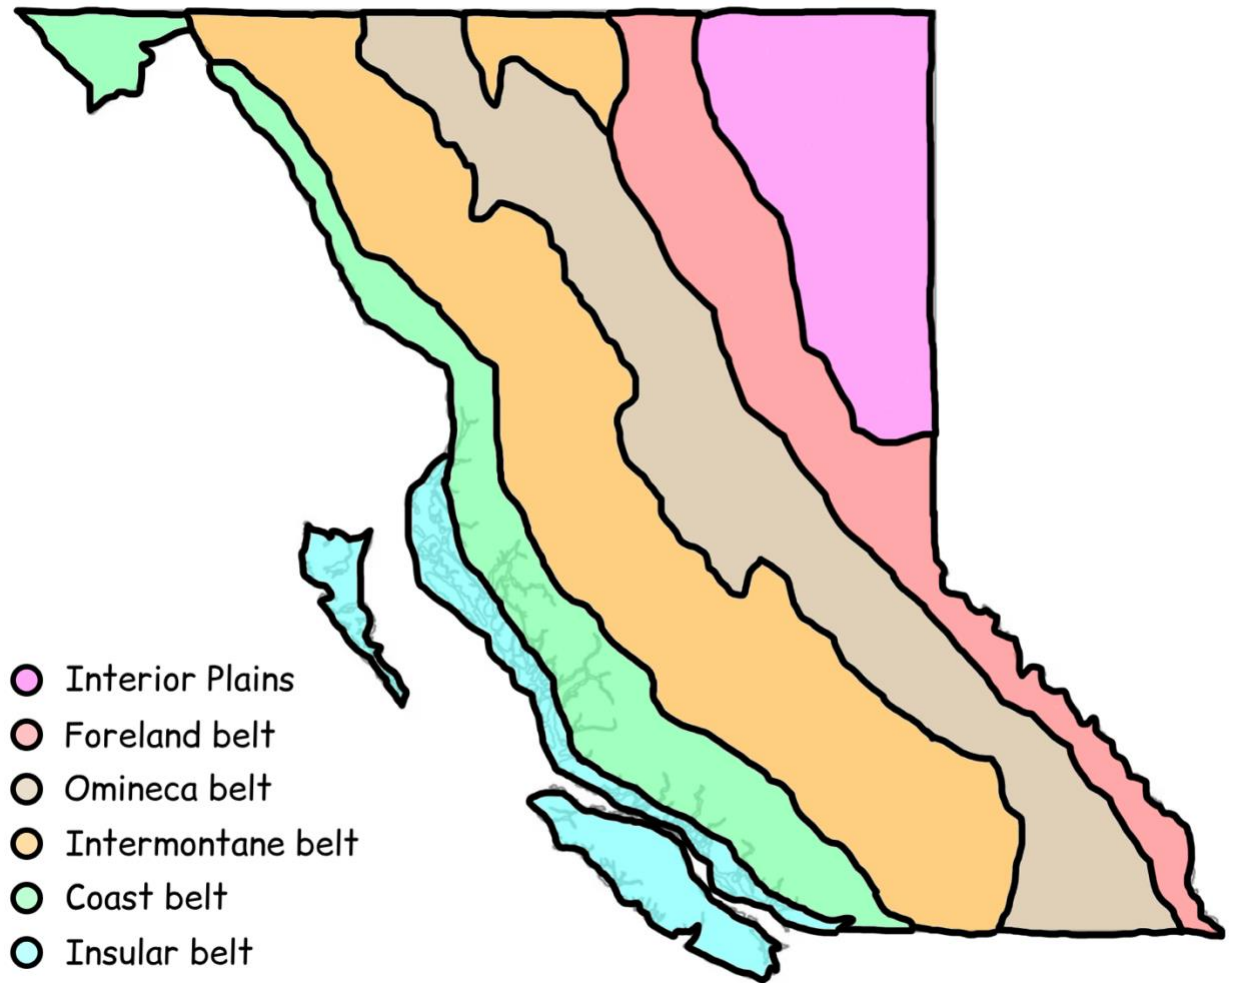 Interior Plains
Foreland belt
Omineca belt
Intermontane belt
Coast belt
Insular belt